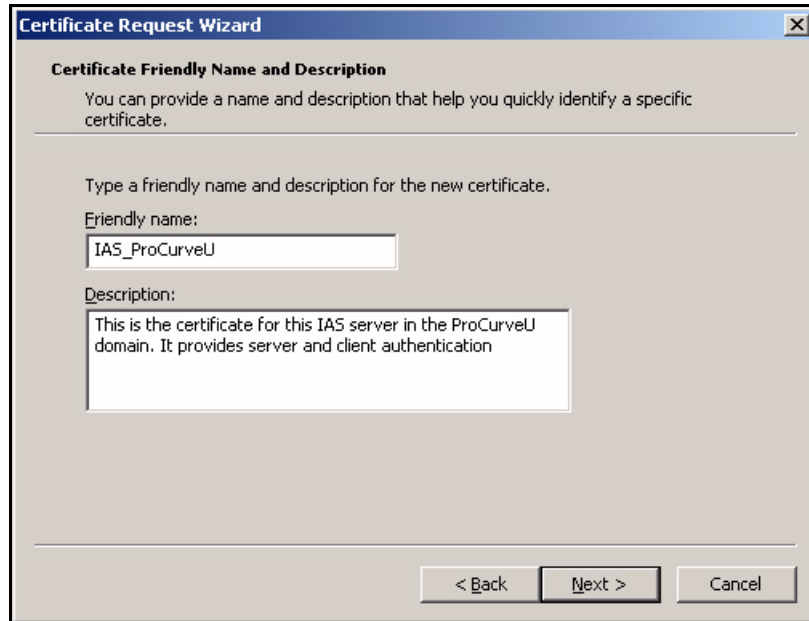 Certificate Request Wizard
Certificate Friendly Name and Description
You can provide a name and description that help you quickly identify a specific
certificate.
Type a friendly name and description for the new certificate.
Friendly name:
IAS_ProCurveU
Description:
This is the certificate for this IAS server in the ProCurveU
domain. It provides server and client authentication
< Back
Next >
Cancel